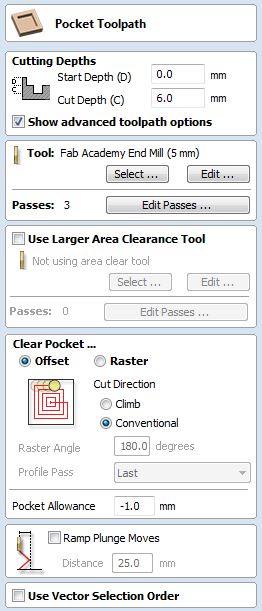 Pocket Toolpath
Cutting Depths
Start Depth (D) 0.0 mm
D
C
Cut Depth (C) 6.0 mm
Show advanced toolpath options
Tool: Fab Academy End Mill (5 mm)
Select ... Edit ...
Passes: 3 Edit Passes ...
Use Larger Area Clearance Tool
Not using area clear tool
Select ... Edit ...
Passes: 0 Edit Passes ...
Clear Pocket ...
Offset Raster
Cut Direction
Climb
Conventional
Raster Angle 180.0 degrees
Profile Pass Last
Pocket Allowance -1.0 mm
Ramp Plunge Moves
Distance 25.0 mm
Use Vector Selection Order